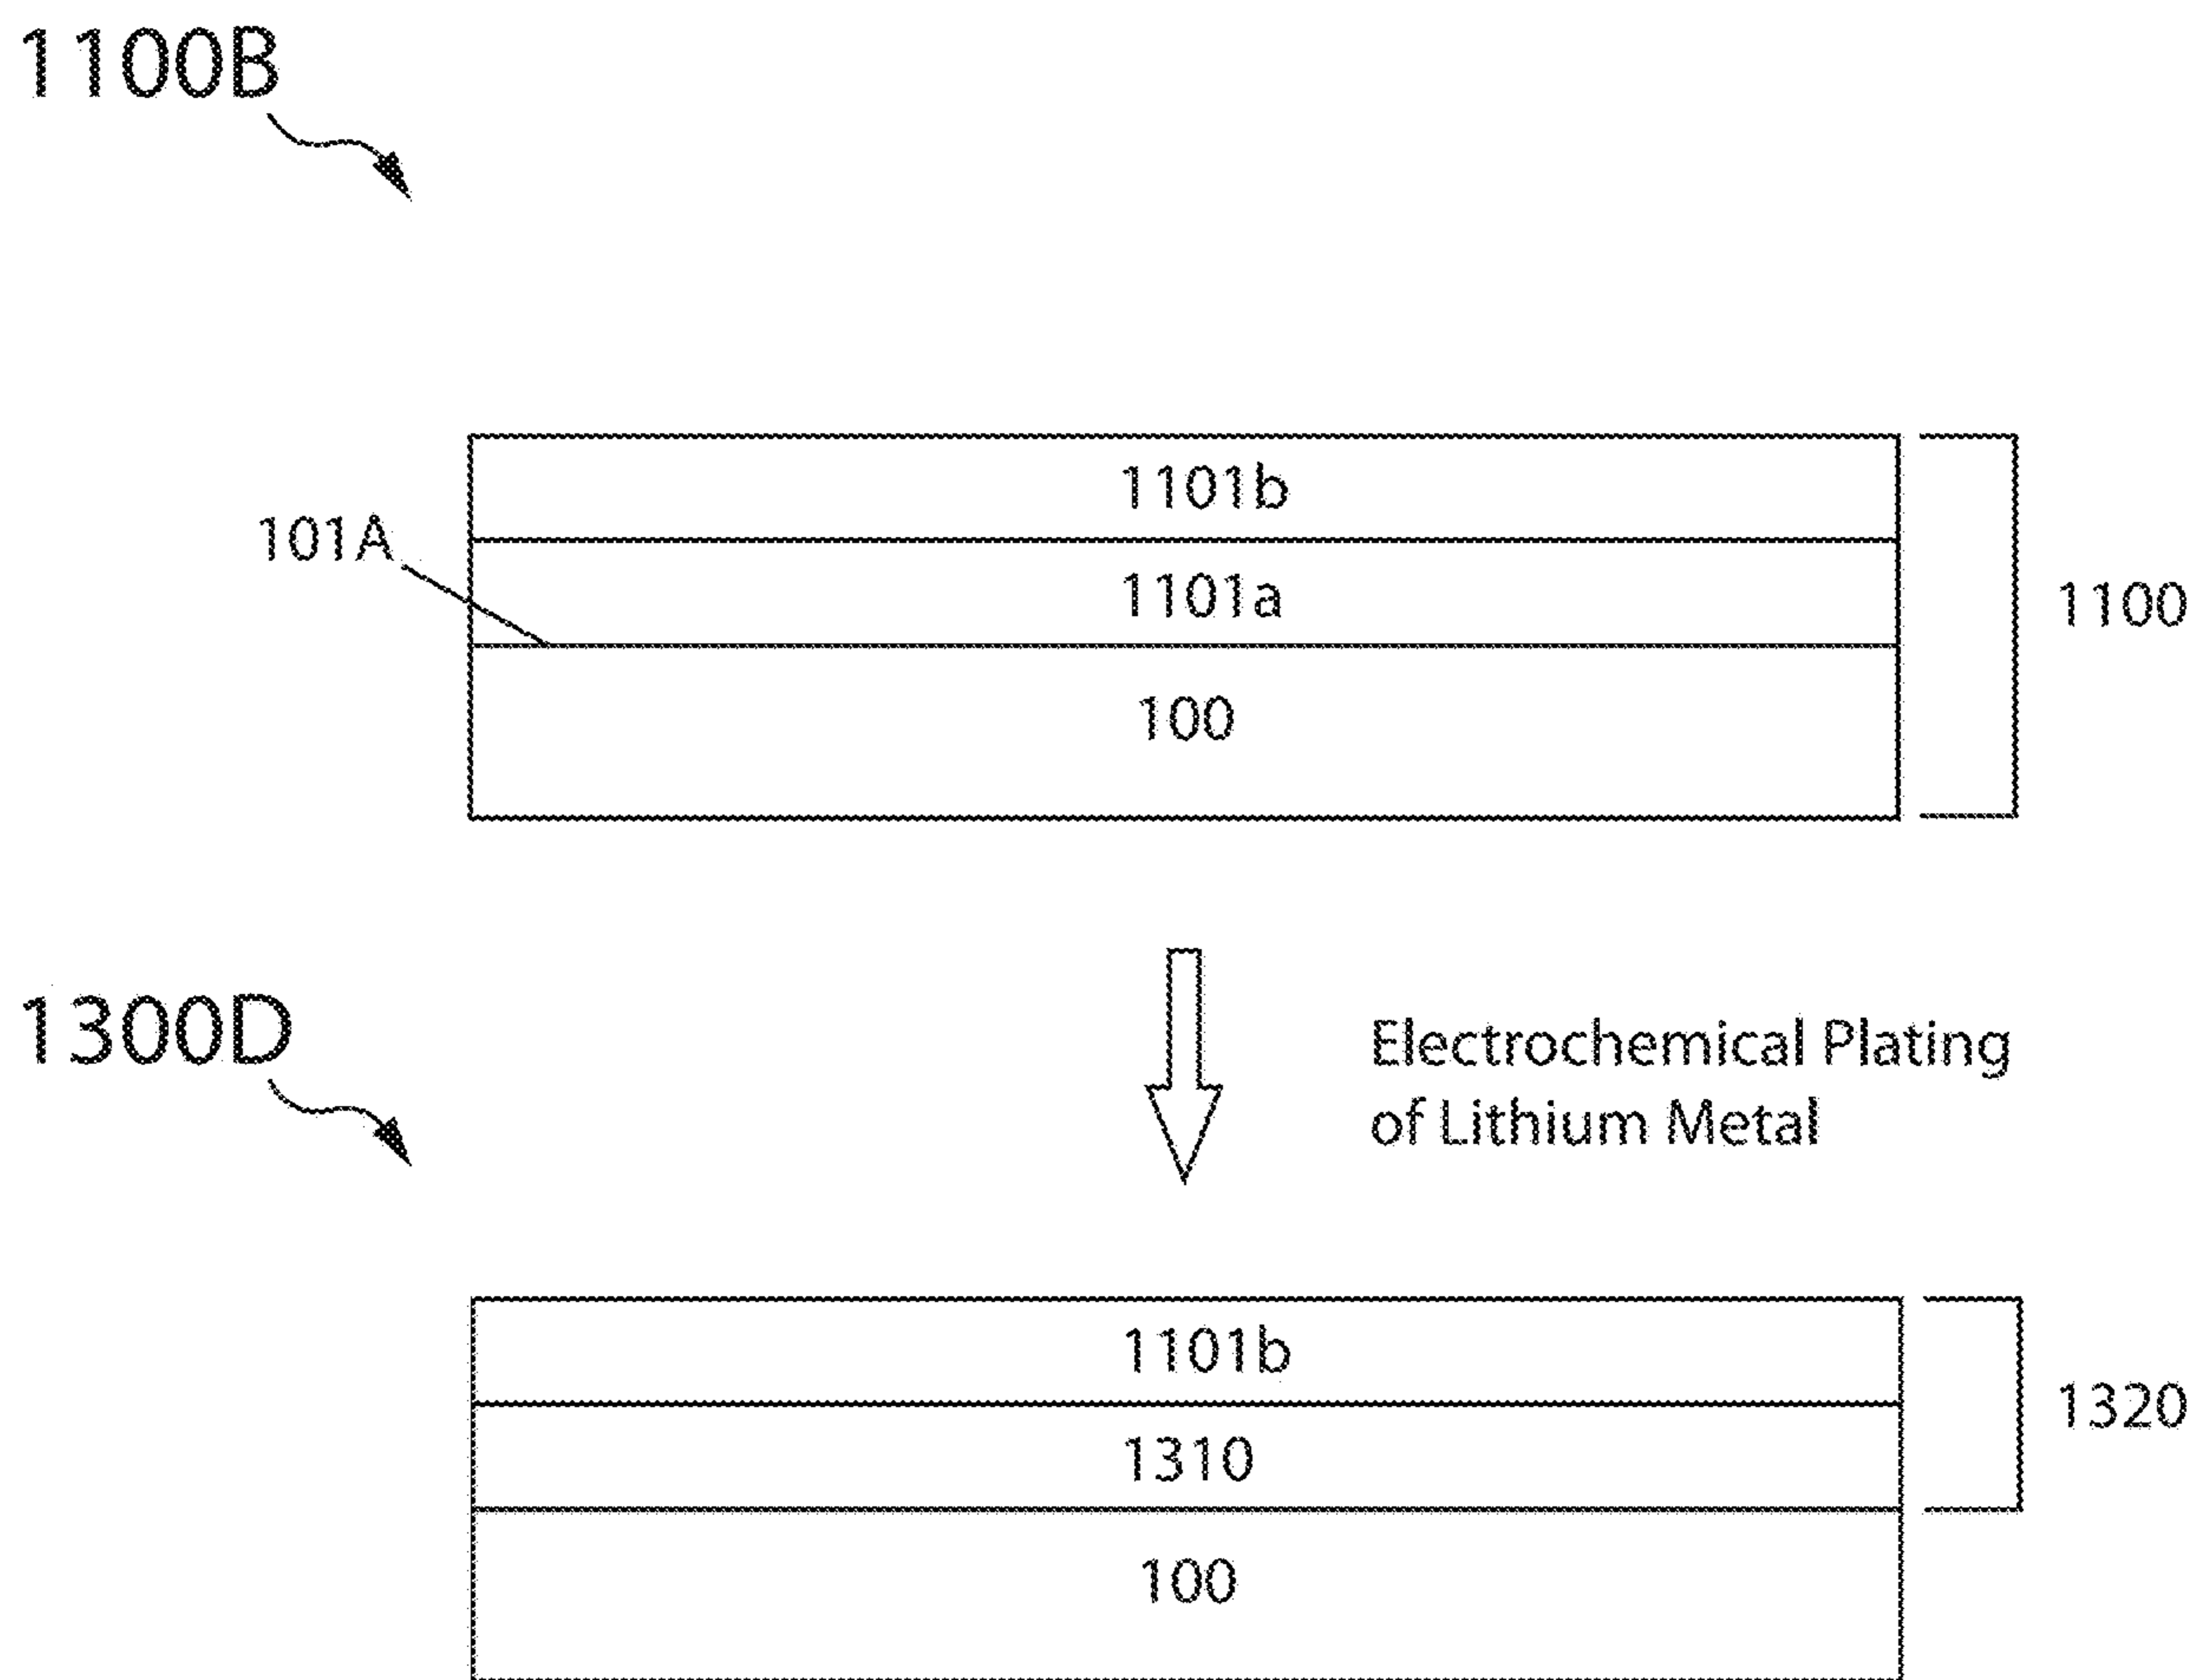 1100B
1101b
101A
1101a
1100
100
1300D
Electrochemical Plating
of Lithium Metal
1101b
1320
1310
100